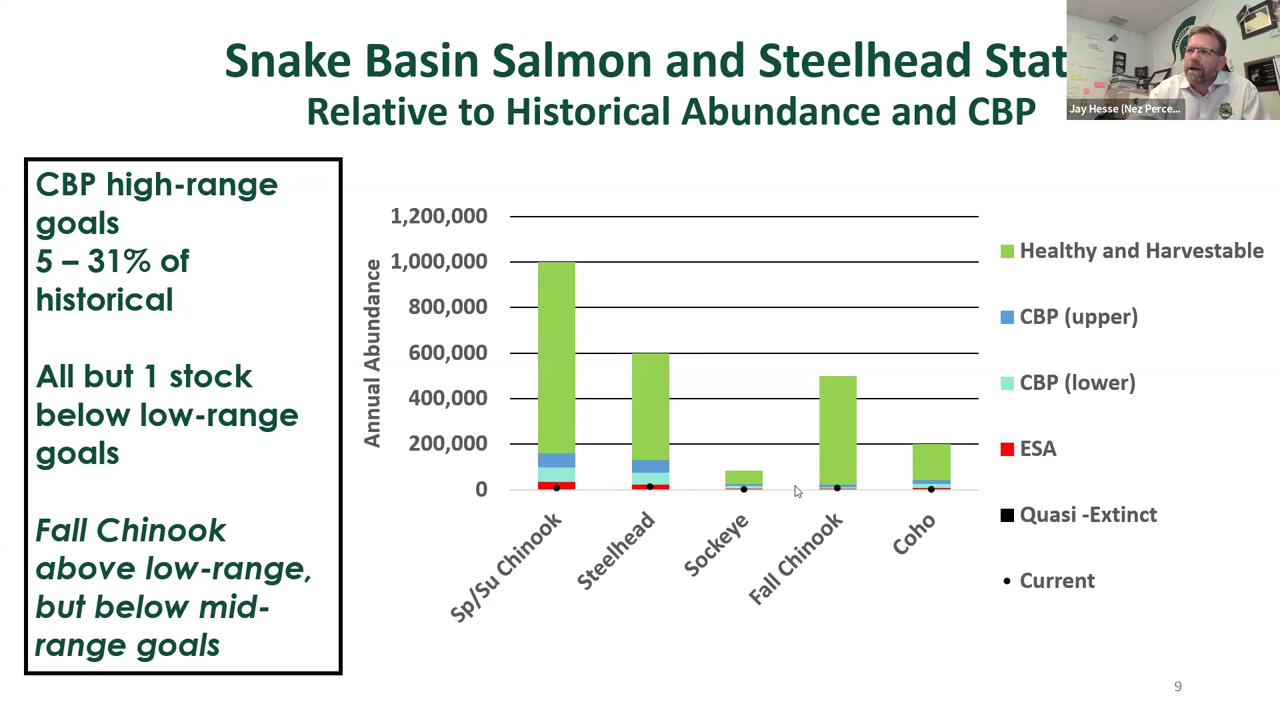 Snake Basin Salmon and Steelhead Stat
Relative to Historical Abundance and CBP
Jay Hesse (Nez Perce...
CBP high-range
goals
5 – 31% of
historical
All but 1 stock
below low-range
goals
Fall Chinook
above low-range,
but below mid-
range goals
Annual Abundance
1,200,000
1,000,000
800,000
600,000
400,000
200,000
0
Sp/Su Chinook
Steelhead
Sockeye
Fall Chinook
Coho
Healthy and Harvestable
CBP (upper)
CBP (lower)
ESA
Quasi -Extinct
Current
9